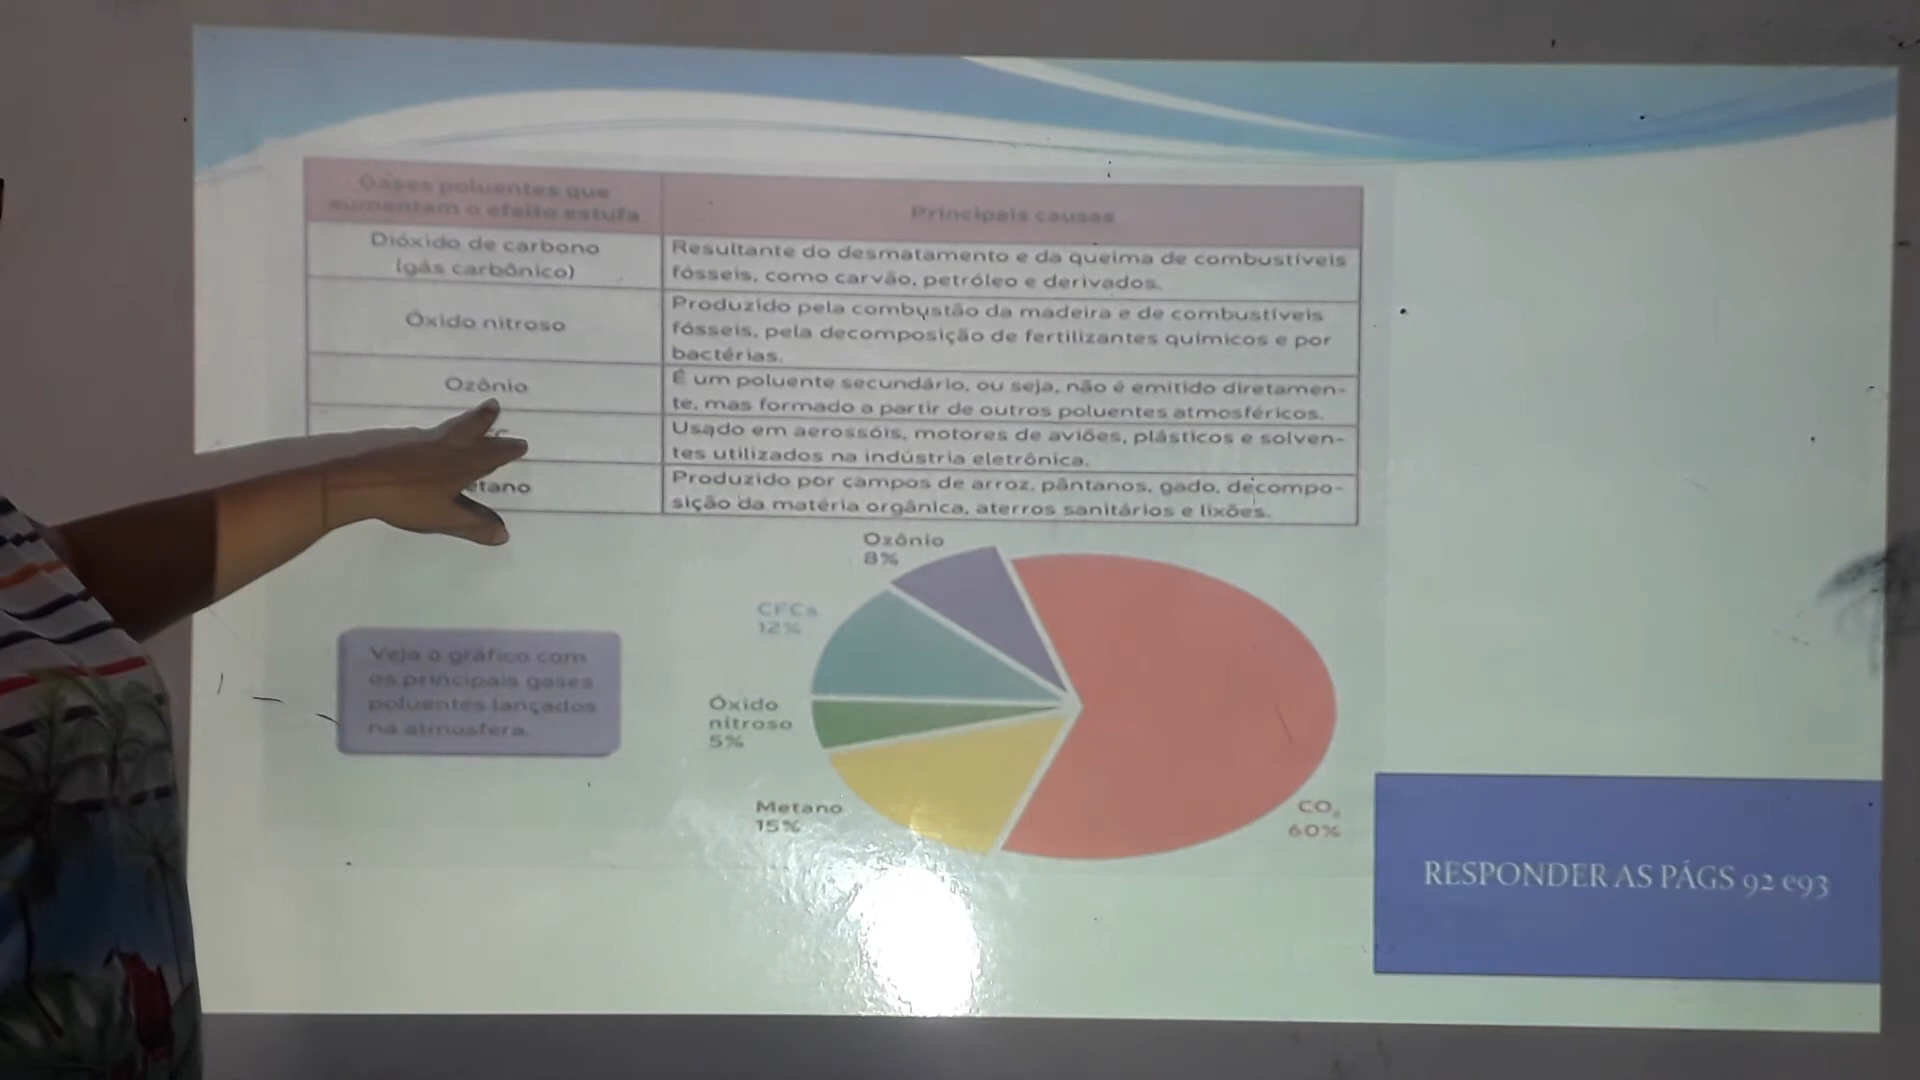 Gases poluentes que
aumentam o efeito estufa
Principais causas
Dióxido de carbono
(gás carbônico)
Resultante do desmatamento e da queima de combustíveis
fósseis, como carvão, petróleo e derivados.
Óxido nitroso
Produzido pela combustão da madeira e de combustíveis
fósseis, pela decomposição de fertilizantes químicos e por
bactérias.
Ozônio
É um poluente secundário, ou seja, não é emitido diretamen-
te, mas formado a partir de outros poluentes atmosféricos.
Usado em aerossóis, motores de aviões, plásticos e solven-
tes utilizados na indústria eletrônica.
etano
Produzido por campos de arroz, pântanos, gado, decompo-
sição da matéria orgânica, aterros sanitários e lixões.
Veja o gráfico com
os principais gases
poluentes lançados
na atmosfera.
Ozônio
8%
CFCs
12%
Óxido
nitroso
5%
Metano
15%
CO₂
60%
RESPONDER AS PÁGS 92 e93